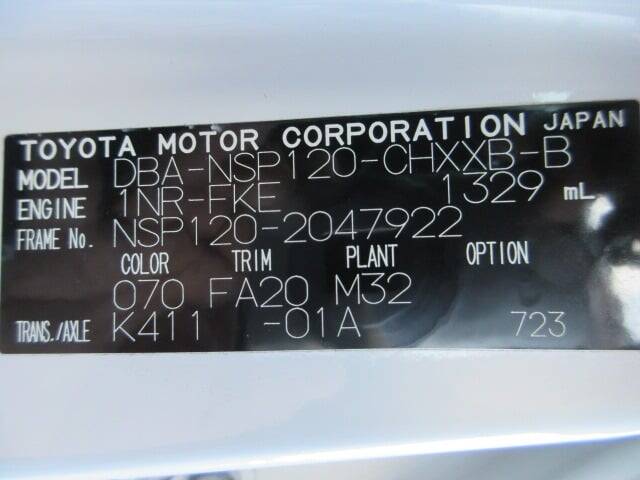 TOYOTA MOTOR CORPORATION JAPAN
MODEL DBA-NSP120-CHXXB-B
ENGINE 1NR-FKE 1329 mL
FRAME No. NSP120-2047922
COLOR TRIM PLANT OPTION
070 FA20 M32
TRANS./AXLE K411 -01A 723